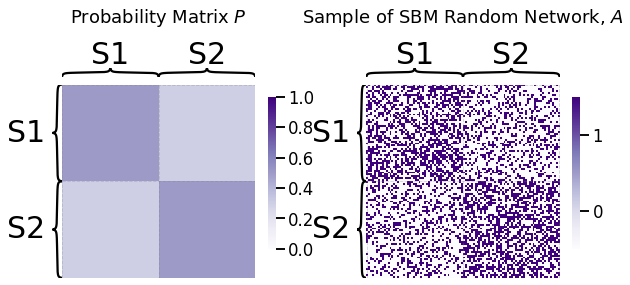 Probability Matrix P
Sample of SBM Random Network, A
S1 S2
S1
S2
1.0
0.8
0.6
0.4
0.2
0.0
S1 S2
S1
S2
1
0